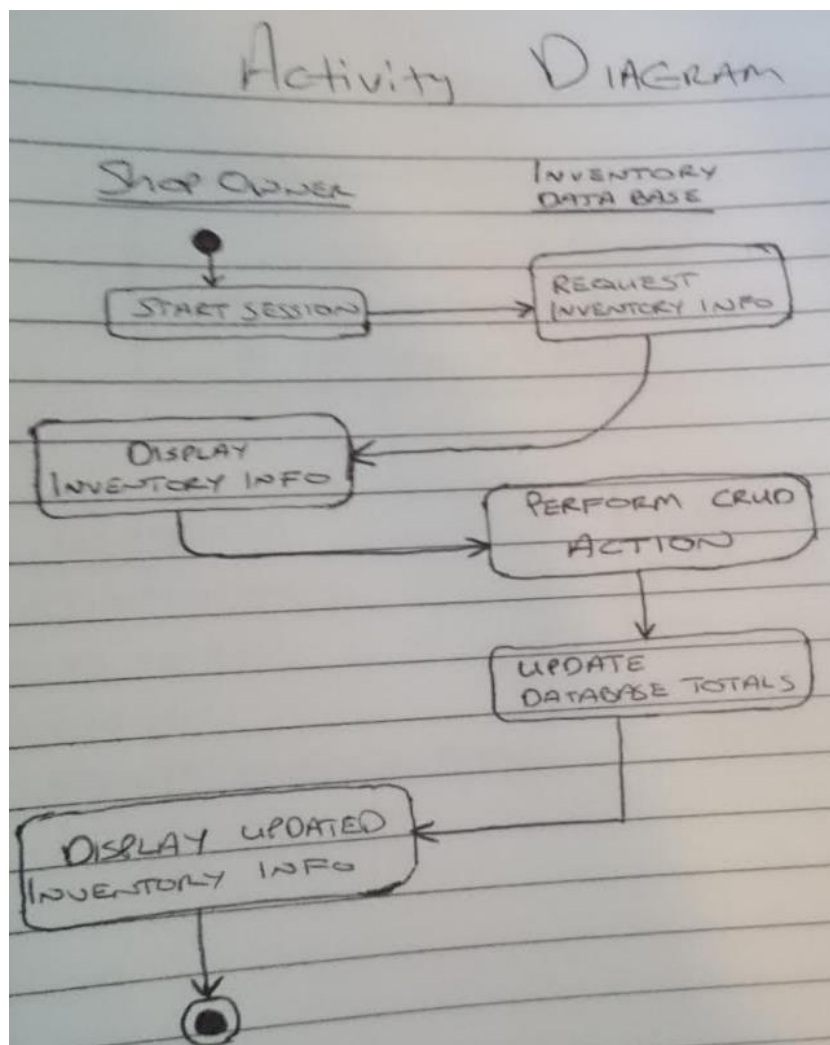 Activity DIAGRAM
SHOP OWNER
INVENTORY
DATA BASE
START SESSION
REQUEST
INVENTORY INFO
DISPLAY
INVENTORY INFO
PERFORM CRUD
ACTION
UPDATE
DATABASE TOTALS
DISPLAY UPDATED
INVENTORY INFO